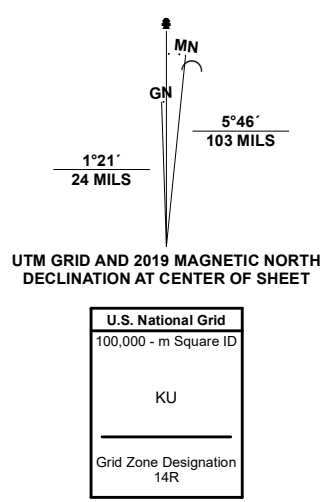 MN
GN
5°46´
103 MILS
1°21´
24 MILS
UTM GRID AND 2019 MAGNETIC NORTH
DECLINATION AT CENTER OF SHEET
U.S. National Grid
100,000 - m Square ID
KU
Grid Zone Designation
14R